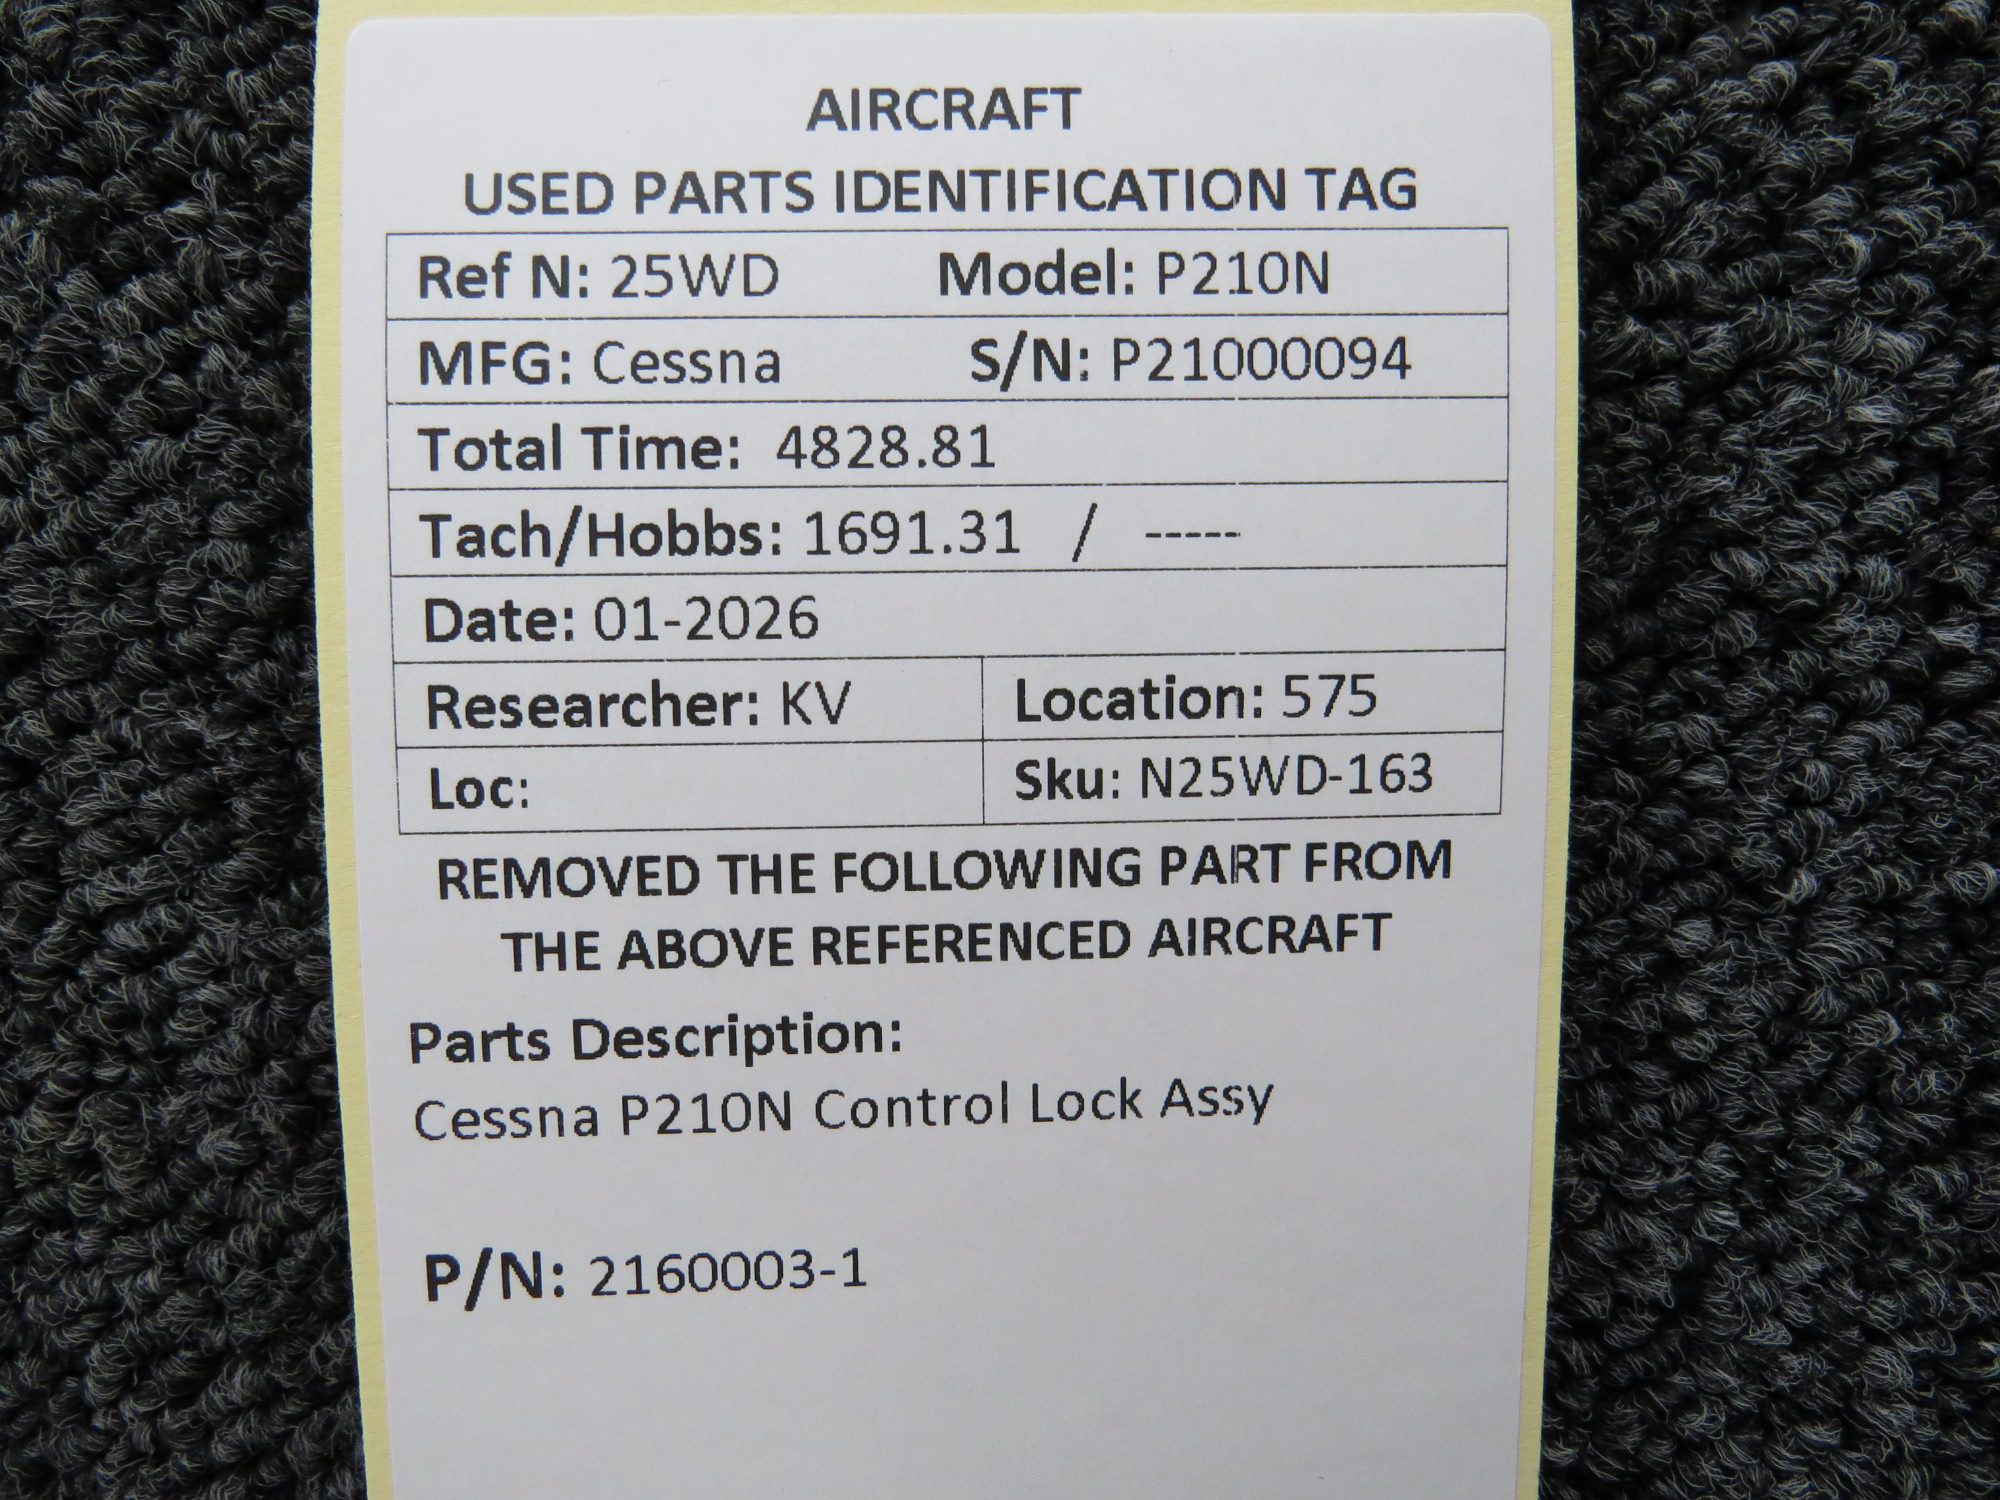 AIRCRAFT
USED PARTS IDENTIFICATION TAG
Ref N: 25WD Model: P210N
MFG: Cessna S/N: P21000094
Total Time: 4828.81
Tach/Hobbs: 1691.31 / -----
Date: 01-2026
Researcher: KV Location: 575
Loc: Sku: N25WD-163
REMOVED THE FOLLOWING PART FROM
THE ABOVE REFERENCED AIRCRAFT
Parts Description:
Cessna P210N Control Lock Assy
P/N: 2160003-1